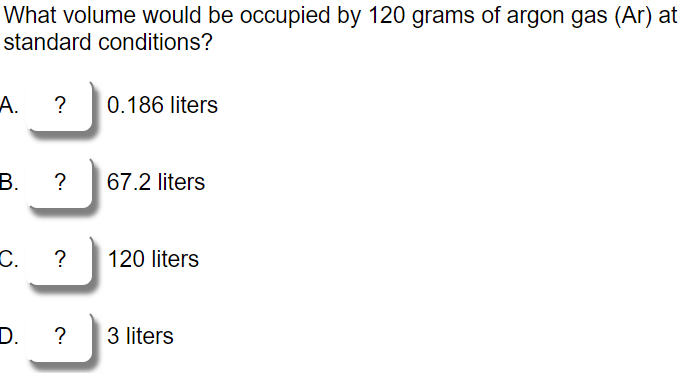 What volume would be occupied by 120 grams of argon gas (Ar) at
standard conditions?
A. ? 0.186 liters
B. ? 67.2 liters
C. ? 120 liters
D. ? 3 liters